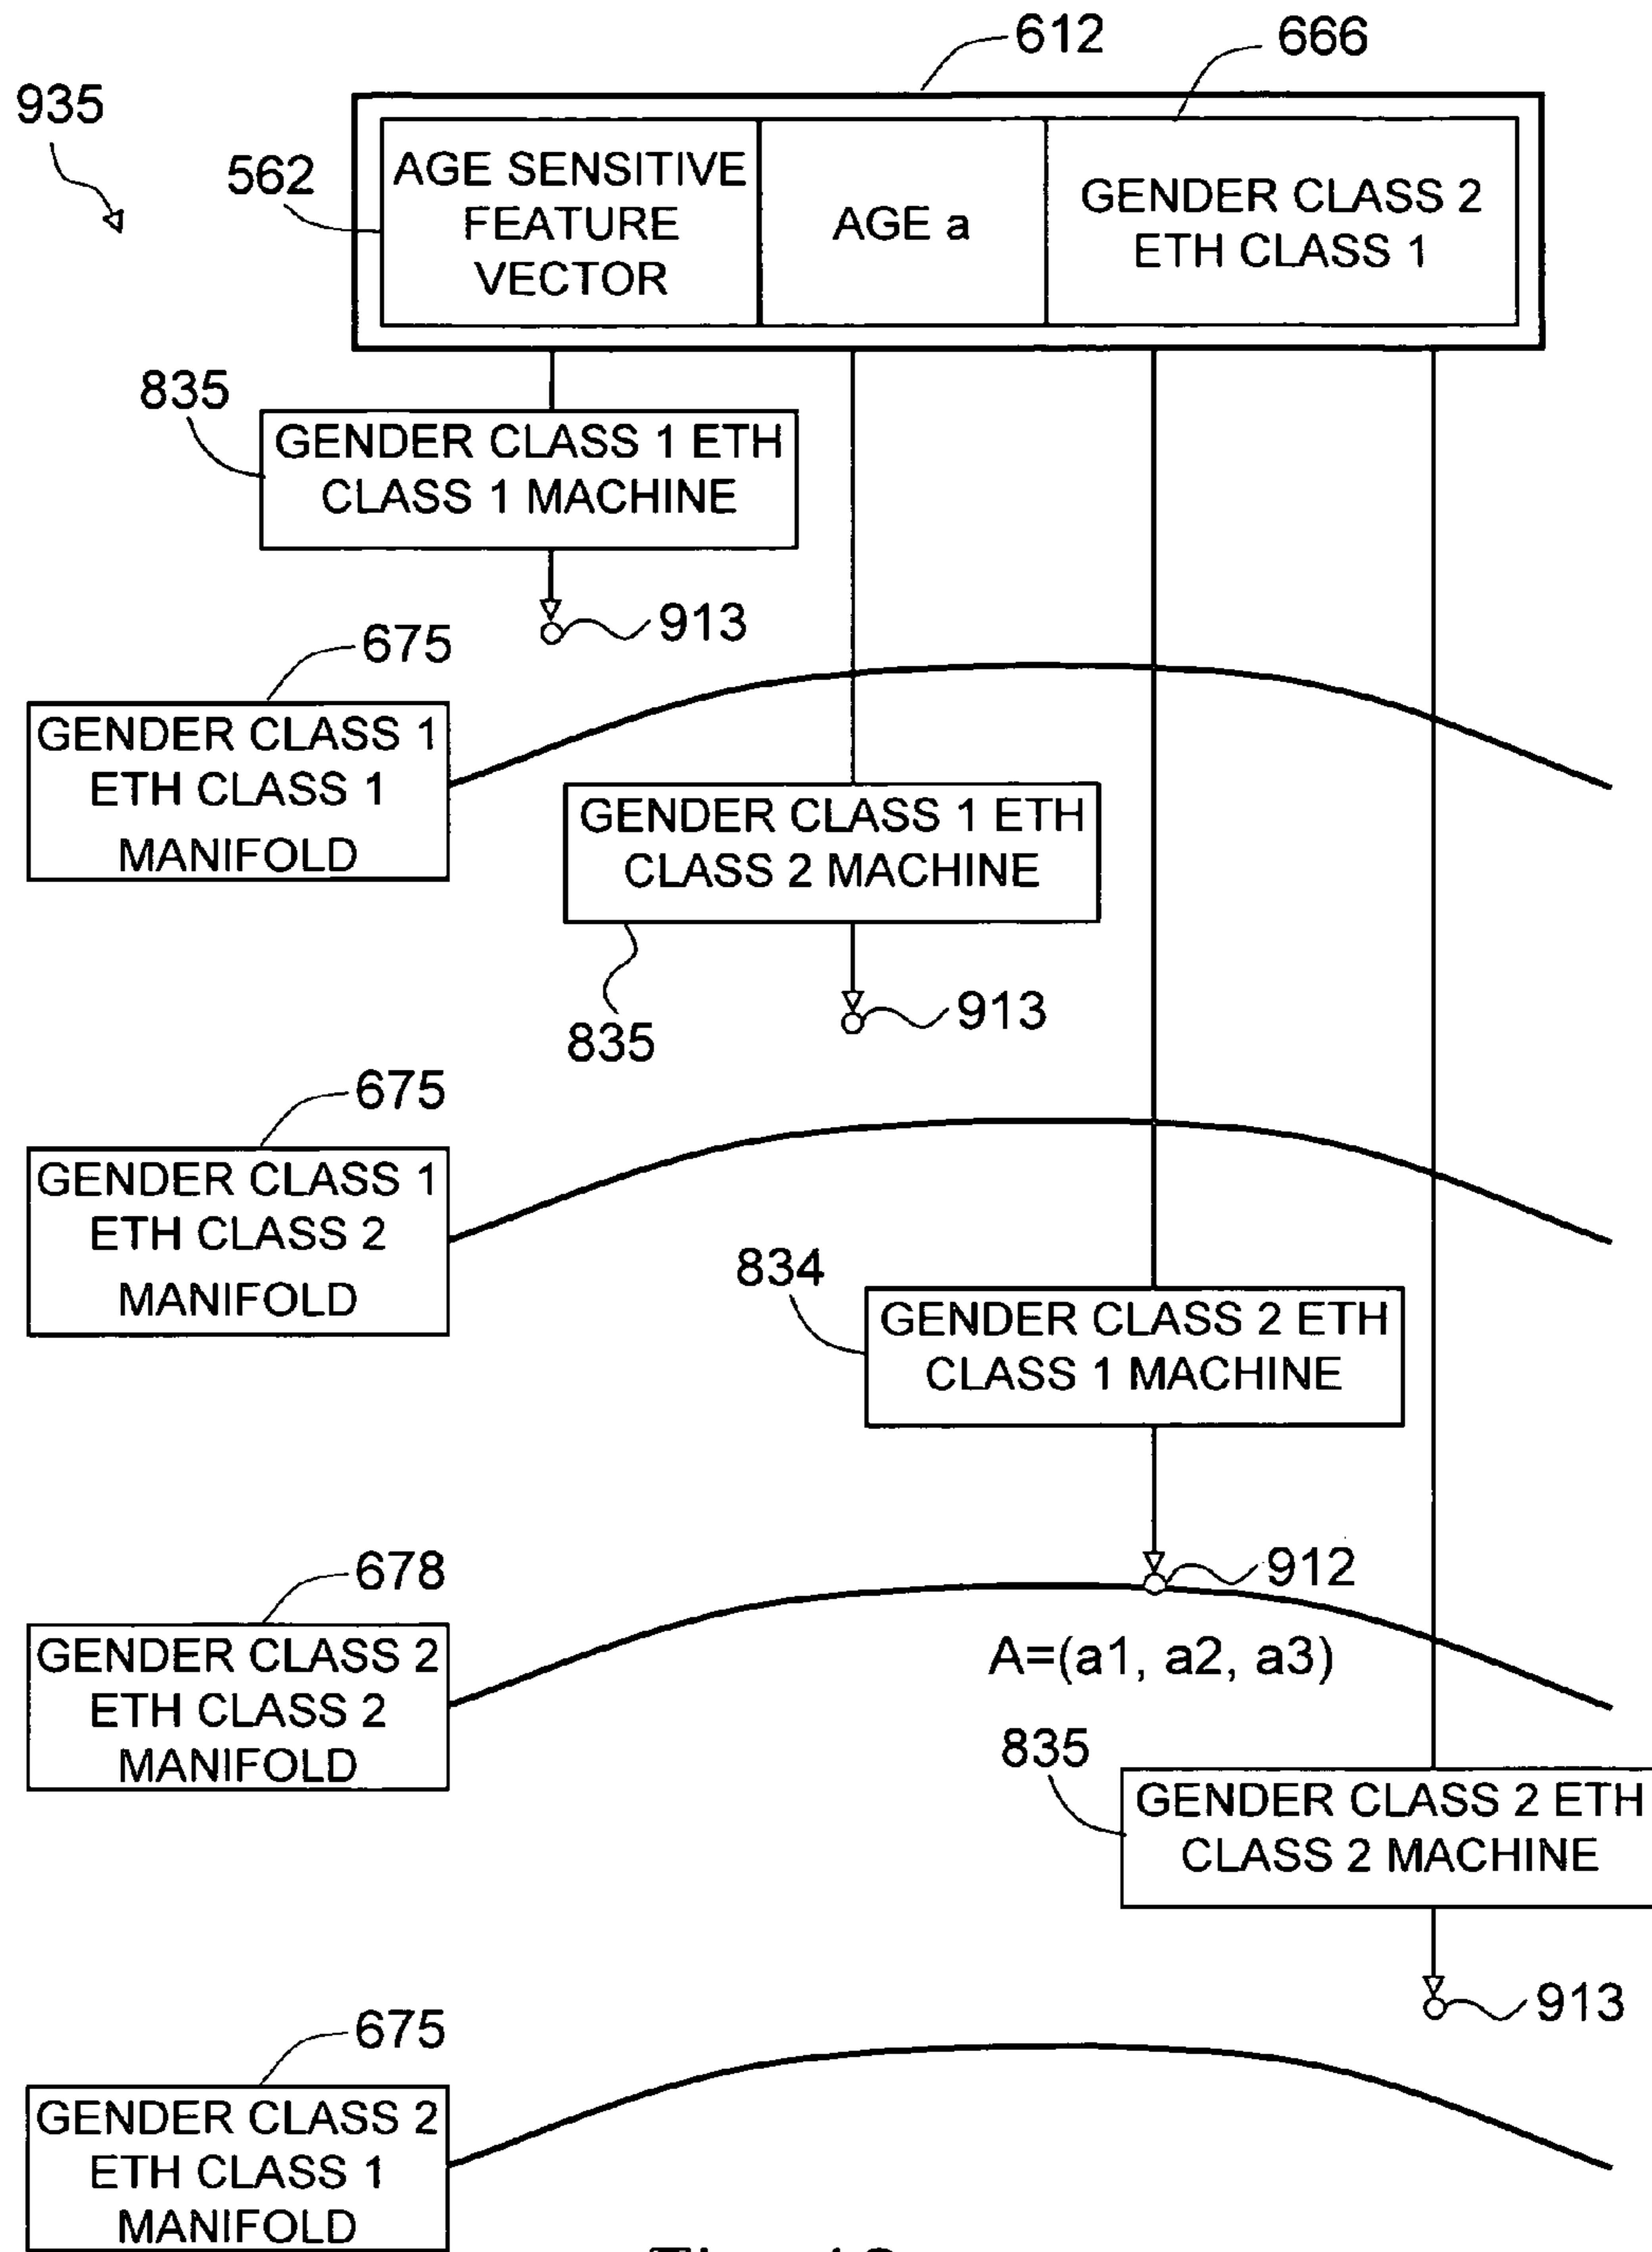 612
666
935
562
AGE SENSITIVE
FEATURE
VECTOR
AGE a
GENDER CLASS 2
ETH CLASS 1
835
GENDER CLASS 1 ETH
CLASS 1 MACHINE
913
675
GENDER CLASS 1
ETH CLASS 1
MANIFOLD
GENDER CLASS 1 ETH
CLASS 2 MACHINE
835
913
675
GENDER CLASS 1
ETH CLASS 2
MANIFOLD
834
GENDER CLASS 2 ETH
CLASS 1 MACHINE
912
678
GENDER CLASS 2
ETH CLASS 2
MANIFOLD
A=(a1, a2, a3)
835
GENDER CLASS 2 ETH
CLASS 2 MACHINE
913
675
GENDER CLASS 2
ETH CLASS 1
MANIFOLD